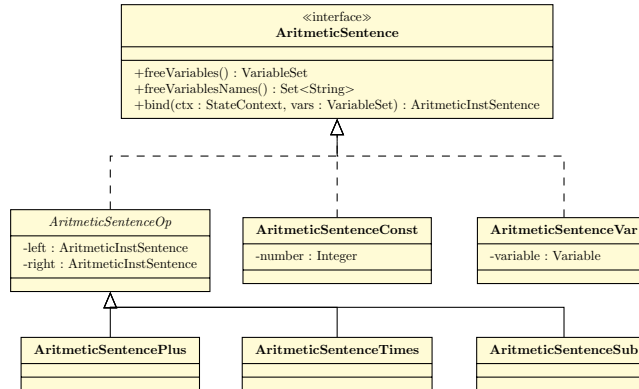 ≪interface≫
AritmeticSentence
+freeVariables() : VariableSet
+freeVariablesNames() : Set<String>
+bind(ctx : StateContext, vars : VariableSet) : AritmeticInstSentence
AritmeticSentenceOp
-left : AritmeticInstSentence
-right : AritmeticInstSentence
AritmeticSentenceConst
-number : Integer
AritmeticSentenceVar
-variable : Variable
AritmeticSentencePlus
AritmeticSentenceTimes
AritmeticSentenceSub